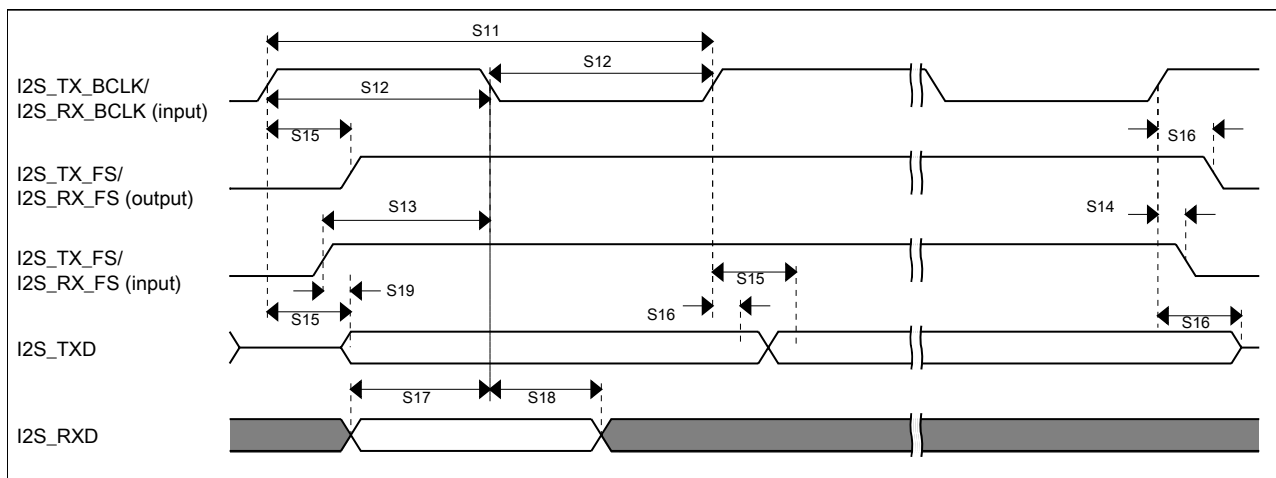 S11
S12
I2S_TX_BCLK/
I2S_RX_BCLK (input)
S12
S15
S16
I2S_TX_FS/
I2S_RX_FS (output)
S13
S14
I2S_TX_FS/
I2S_RX_FS (input)
S15
S19
S15
S16
S16
I2S_TXD
S17
S18
I2S_RXD